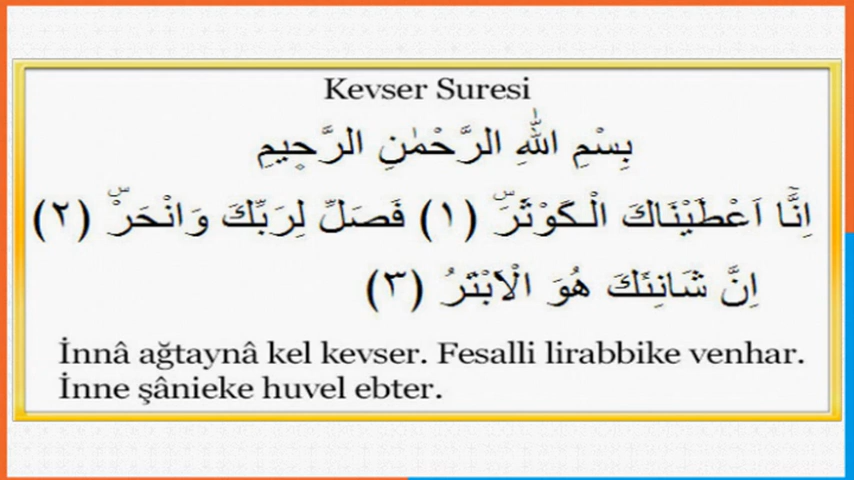 Kevser Suresi
بِسْمِ اللّٰهِ الرَّحْمٰنِ الرَّحِيمِ
اِنَّٓا اَعْطَيْنَاكَ الْكَوْثَرَۜ (١) فَصَلِّ لِرَبِّكَ وَانْحَرْۜ (٢)
اِنَّ شَانِئَكَ هُوَ الْاَبْتَرُ (٣)
İnnâ ağtaynâ kel kevser. Fesalli lirabbike venhar.
İnne şânieke huvel ebter.